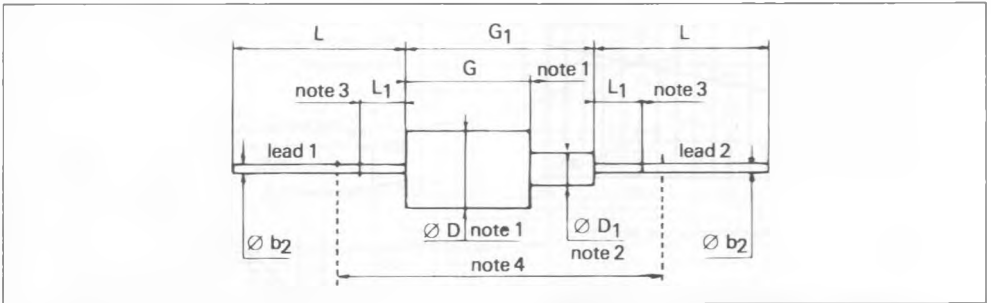 L G₁ L
G note 1
note 3 L₁ L₁ note 3
lead 1 lead 2
Ø b₂ Ø D note 1 Ø D₁ Ø b₂
note 2
note 4